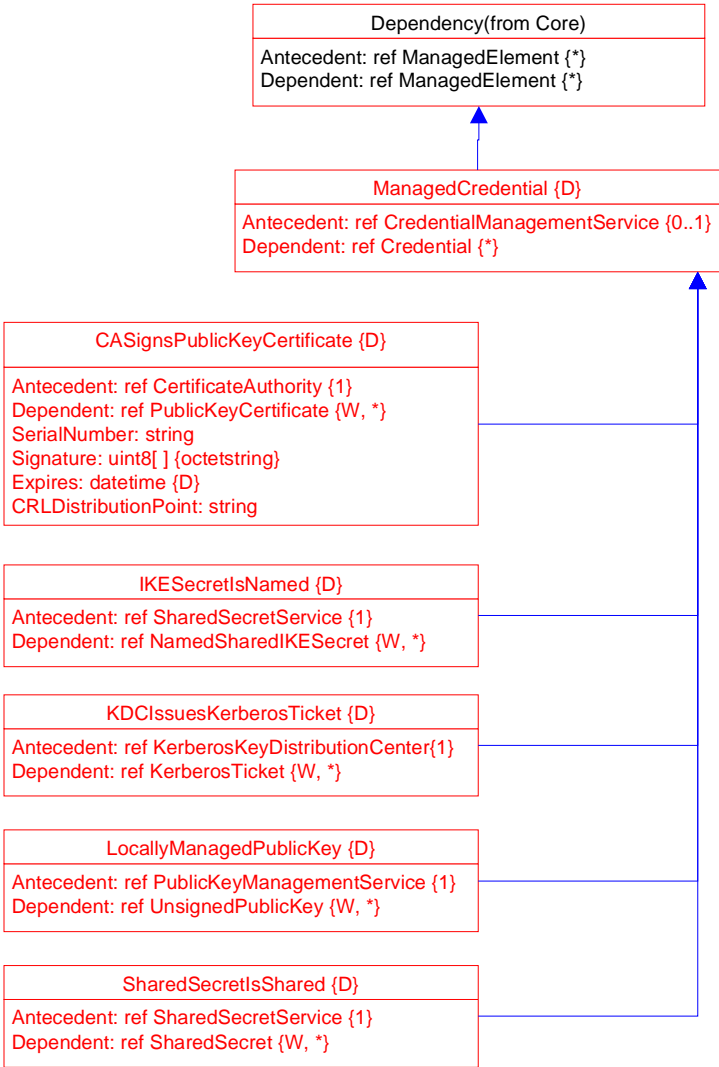 Dependency(from Core)
Antecedent: ref ManagedElement {*}
Dependent: ref ManagedElement {*}
ManagedCredential {D}
Antecedent: ref CredentialManagementService {0..1}
Dependent: ref Credential {*}
CASignsPublicKeyCertificate {D}
Antecedent: ref CertificateAuthority {1}
Dependent: ref PublicKeyCertificate {W, *}
SerialNumber: string
Signature: uint8[ ] {octetstring}
Expires: datetime {D}
CRLDistributionPoint: string
IKESecretIsNamed {D}
Antecedent: ref SharedSecretService {1}
Dependent: ref NamedSharedIKESecret {W, *}
KDCIssuesKerberosTicket {D}
Antecedent: ref KerberosKeyDistributionCenter{1}
Dependent: ref KerberosTicket {W, *}
LocallyManagedPublicKey {D}
Antecedent: ref PublicKeyManagementService {1}
Dependent: ref UnsignedPublicKey {W, *}
SharedSecretIsShared {D}
Antecedent: ref SharedSecretService {1}
Dependent: ref SharedSecret {W, *}